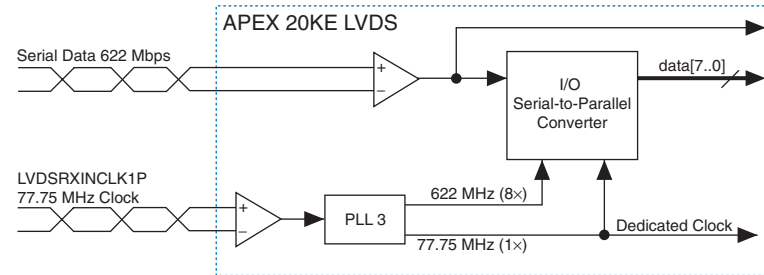 APEX 20KE LVDS
Serial Data 622 Mbps
+
−
I/O
Serial-to-Parallel
Converter
data[7..0]
LVDSRXINCLK1P
77.75 MHz Clock
+
−
PLL 3
622 MHz (8×)
77.75 MHz (1×)
Dedicated Clock